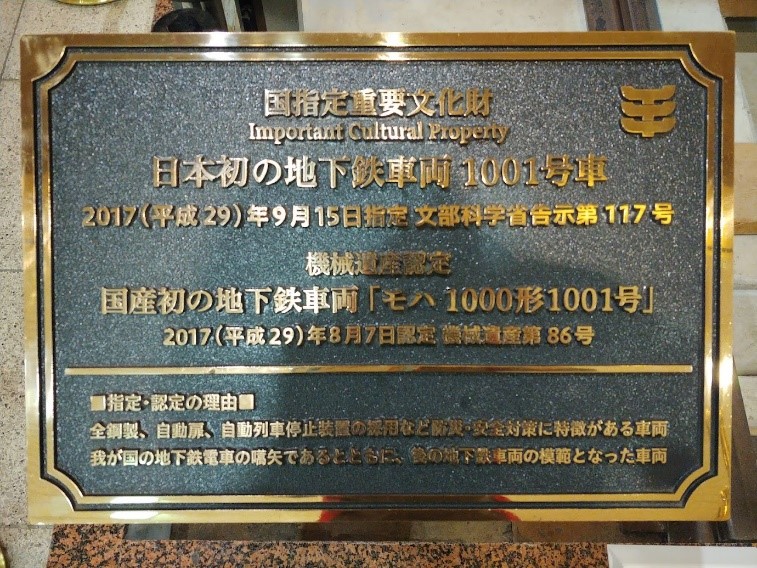 国指定重要文化財
Important Cultural Property
日本初の地下鉄車両 1001号車
2017(平成29)年9月15日指定 文部科学省告示第117号
機械遺産認定
国産初の地下鉄車両「モハ 1000形1001号」
2017(平成29)年8月7日認定 機械遺産第86号
■指定・認定の理由■
全鋼製、自動扉、自動列車停止装置の採用など防災・安全対策に特徴がある車両
我が国の地下鉄電車の嚆矢であるとともに、後の地下鉄車両の模範となった車両